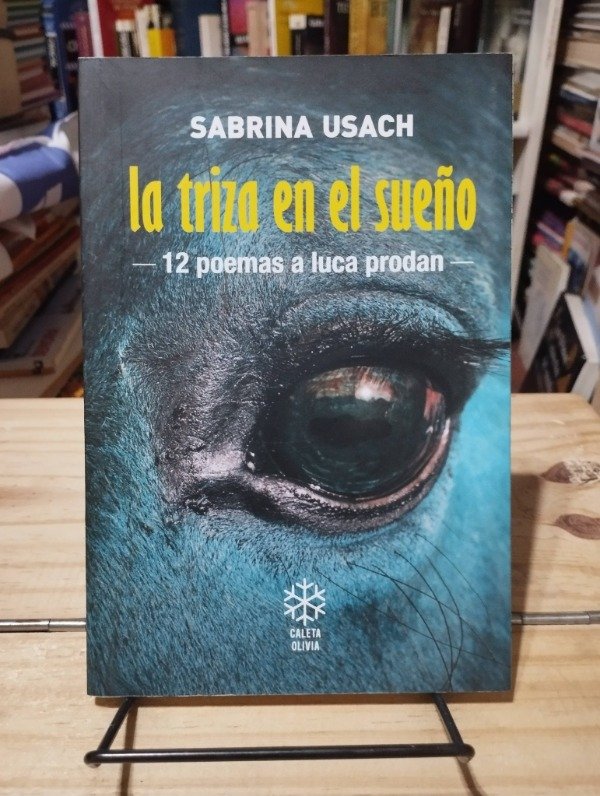 SABRINA USACH
la triza en el sueño
— 12 poemas a luca prodan —
CALETA
OLIVIA